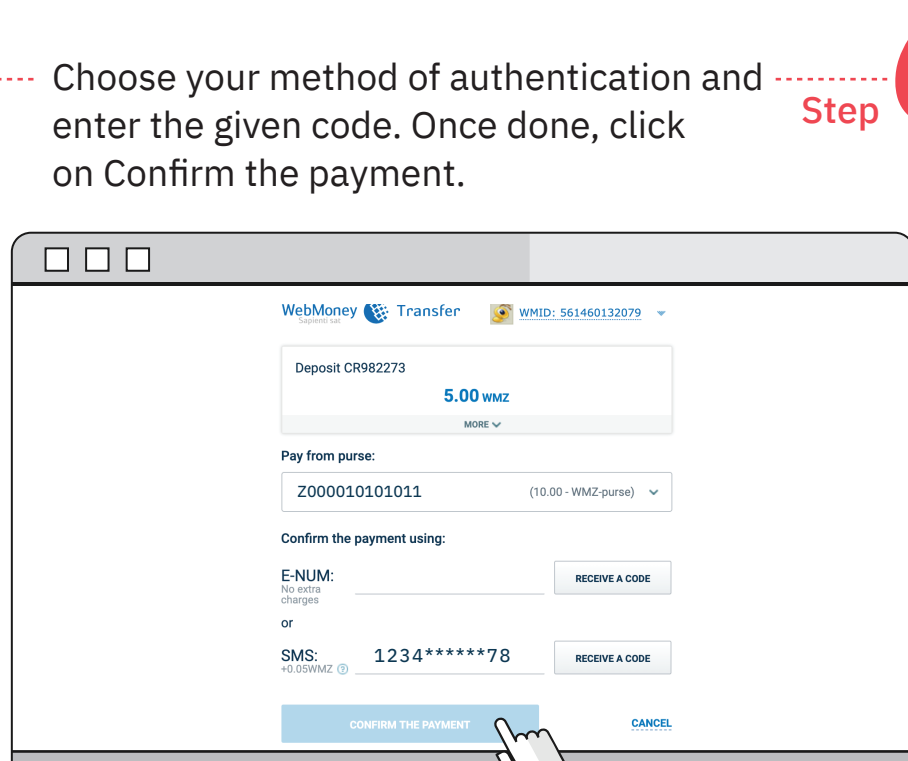 Choose your method of authentication and
enter the given code. Once done, click
on Confirm the payment.
Step
WebMoney Transfer
Sapienti sat
WMID: 561460132079
Deposit CR982273
5.00 WMZ
MORE
Pay from purse:
Z000010101011 (10.00 - WMZ-purse)
Confirm the payment using:
E-NUM: RECEIVE A CODE
No extra
charges
or
SMS: 1234******78 RECEIVE A CODE
+0.05WMZ ?
CONFIRM THE PAYMENT CANCEL